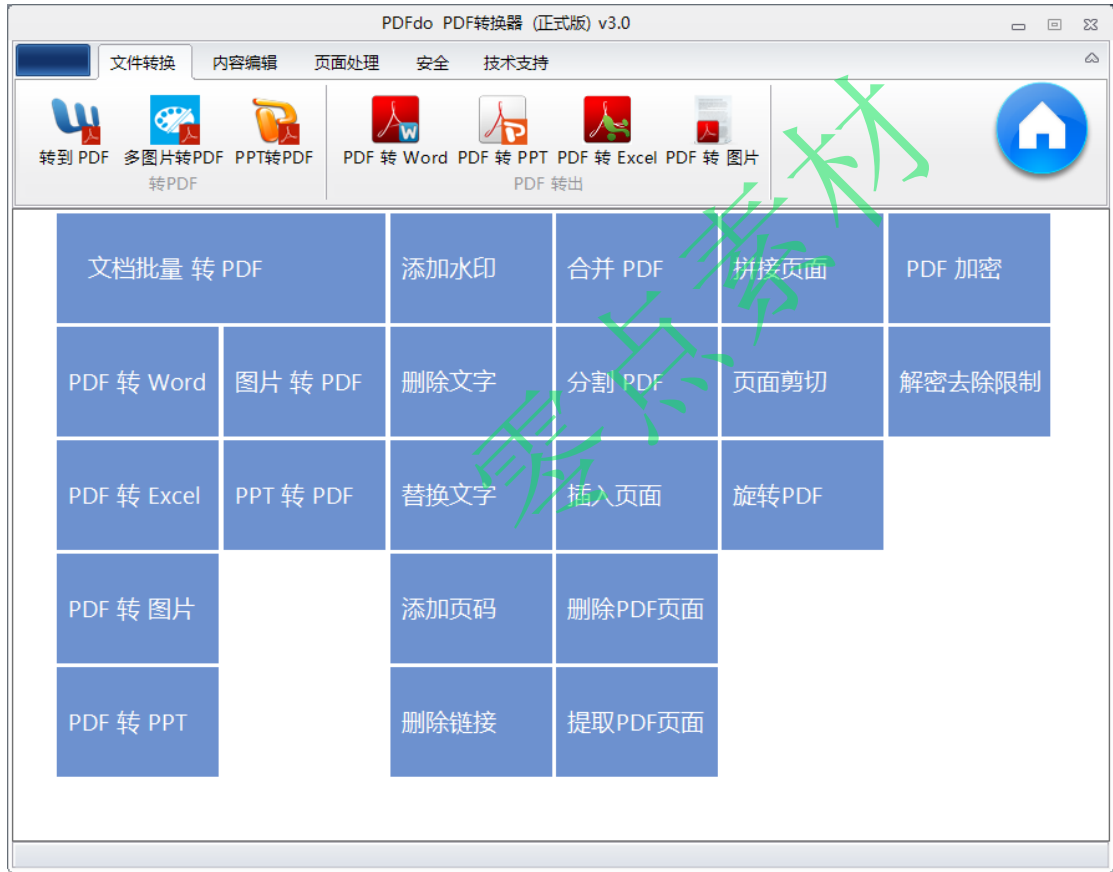 PDFdo PDF转换器 (正式版) v3.0
文件转换 内容编辑 页面处理 安全 技术支持
转到 PDF 多图片转PDF PPT转PDF PDF 转 Word PDF 转 PPT PDF 转 Excel PDF 转 图片
转PDF PDF 转出
文档批量 转 PDF 添加水印 合并 PDF 拼接页面 PDF 加密
PDF 转 Word 图片 转 PDF 删除文字 分割 PDF 页面剪切 解密去除限制
PDF 转 Excel PPT 转 PDF 替换文字 插入页面 旋转PDF
PDF 转 图片 添加页码 删除PDF页面
PDF 转 PPT 删除链接 提取PDF页面
点素材